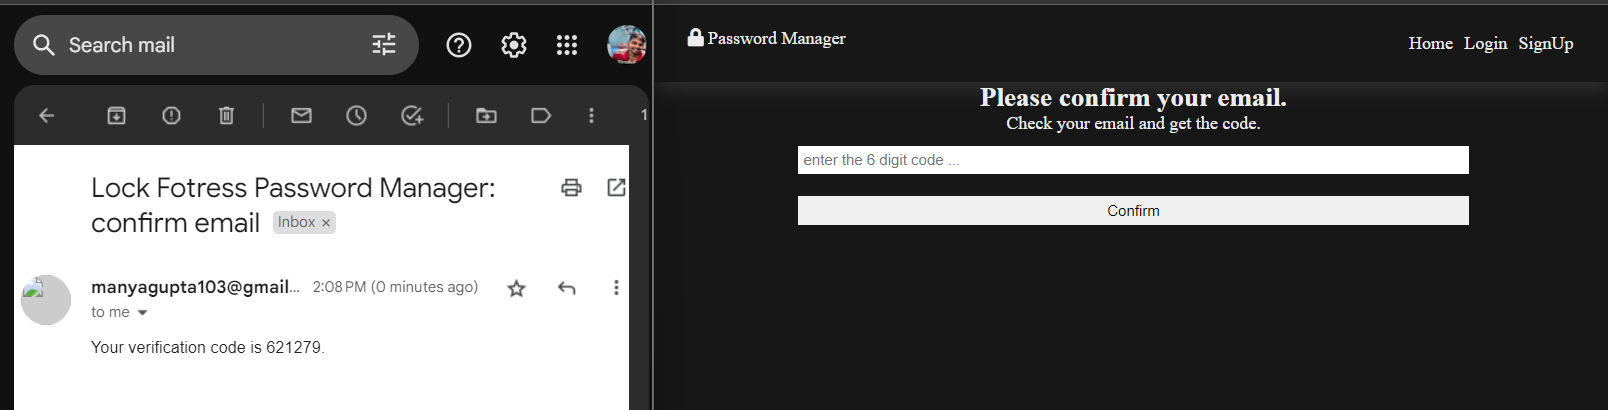 Search mail
1
Lock Fotress Password Manager:
confirm email Inbox ×
manyagupta103@gmail... 2:08 PM (0 minutes ago)
to me
Your verification code is 621279.
Password Manager
Home Login SignUp
Please confirm your email.
Check your email and get the code.
enter the 6 digit code ...
Confirm